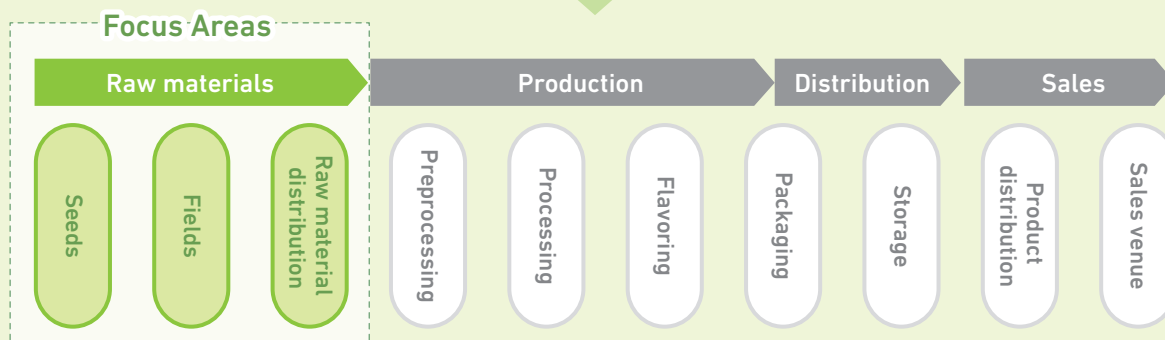 Focus Areas
Raw materials
Production
Distribution
Sales
Seeds
Fields
Raw material
distribution
Preprocessing
Processing
Flavoring
Packaging
Storage
Product
distribution
Sales venue